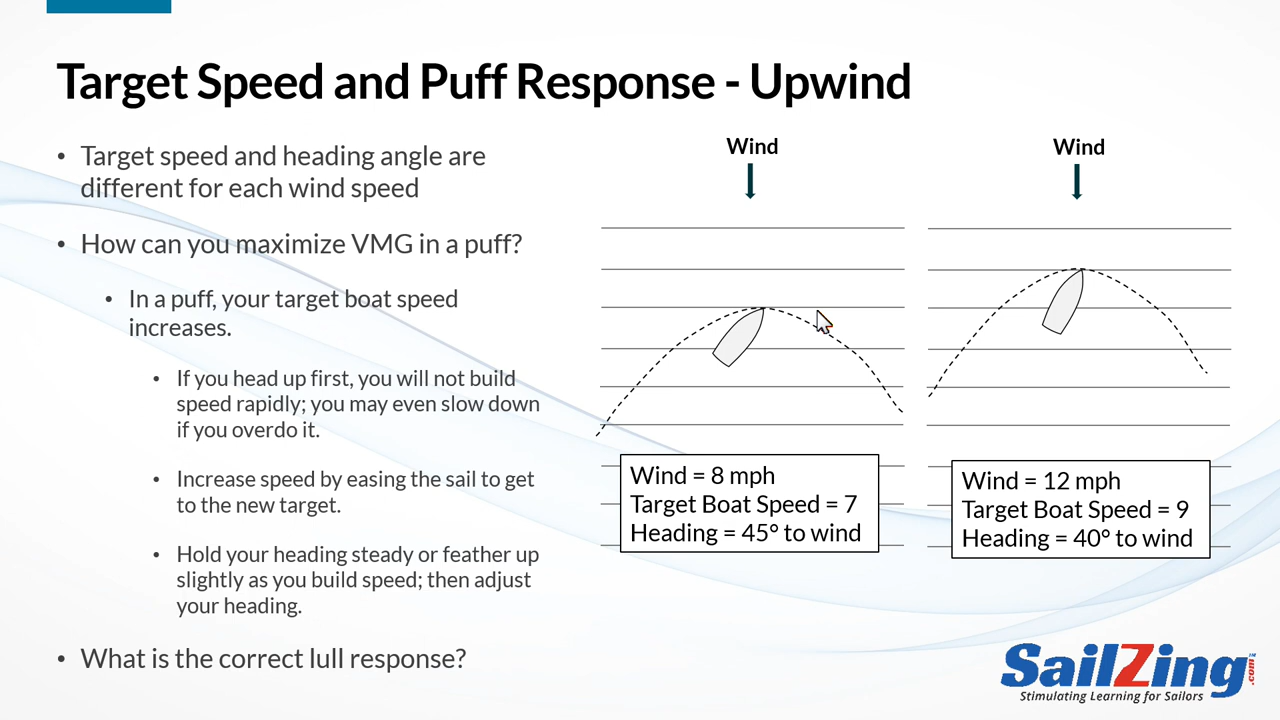 Target Speed and Puff Response - Upwind
• Target speed and heading angle are
different for each wind speed
• How can you maximize VMG in a puff?
• In a puff, your target boat speed
increases.
• If you head up first, you will not build
speed rapidly; you may even slow down
if you overdo it.
• Increase speed by easing the sail to get
to the new target.
• Hold your heading steady or feather up
slightly as you build speed; then adjust
your heading.
• What is the correct lull response?
Wind
Wind = 8 mph
Target Boat Speed = 7
Heading = 45° to wind
Wind
Wind = 12 mph
Target Boat Speed = 9
Heading = 40° to wind
SailZing.com™
Stimulating Learning for Sailors